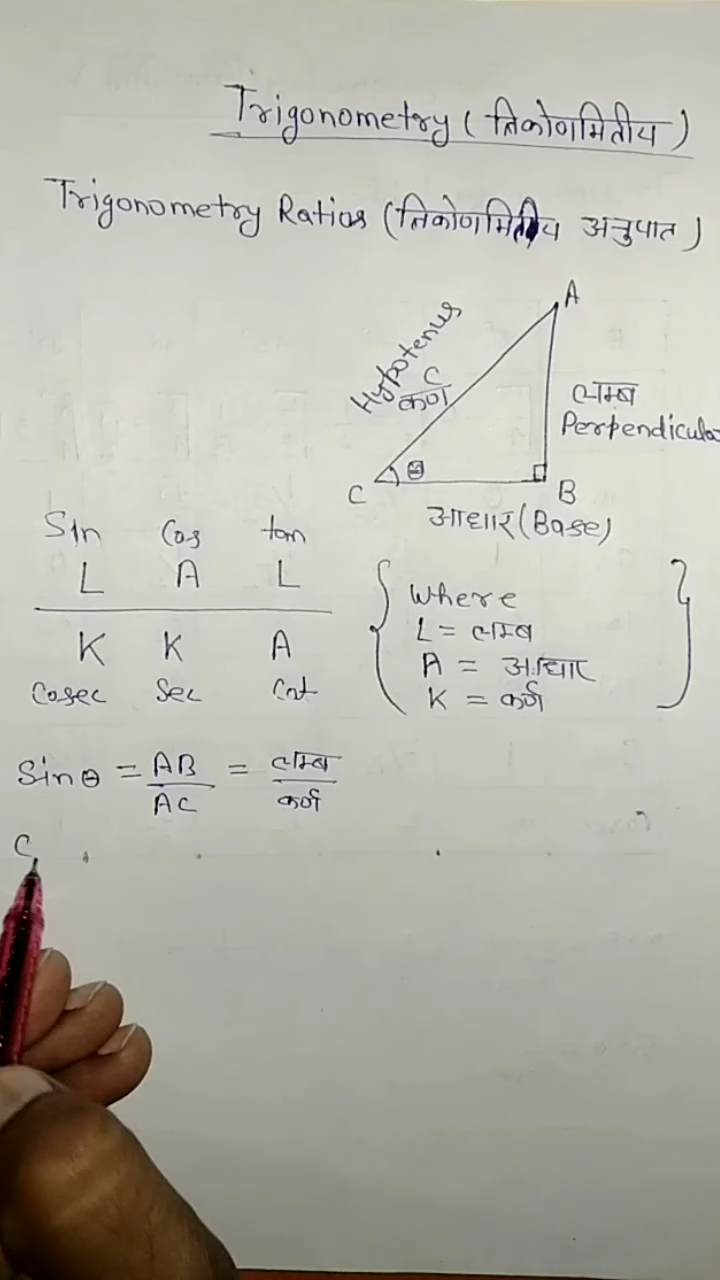 Trigonometry (त्रिकोणमितीय)
Trigonometry Ratios (त्रिकोणमितीय अनुपात)
A
Hypotenus
कर्ण
लम्ब
Perpendicular
θ
C
B
आधार (Base)
Sin Cos tan
L A L
K K A
Cosec Sec Cot
{ Where
L = लम्ब
A = आधार
K = कर्ण }
Sinθ = AB/AC = लम्ब/कर्ण
C